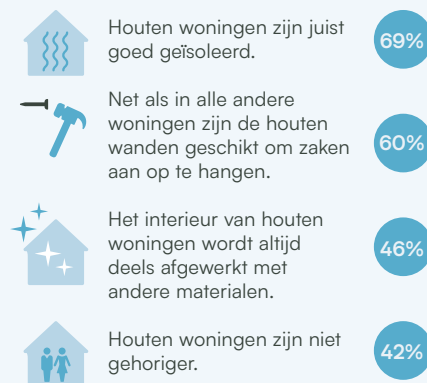 Houten woningen zijn juist
goed geïsoleerd.
69%
Net als in alle andere
woningen zijn de houten
wanden geschikt om zaken
aan op te hangen.
60%
Het interieur van houten
woningen wordt altijd
deels afgewerkt met
andere materialen.
46%
Houten woningen zijn niet
gehoriger.
42%